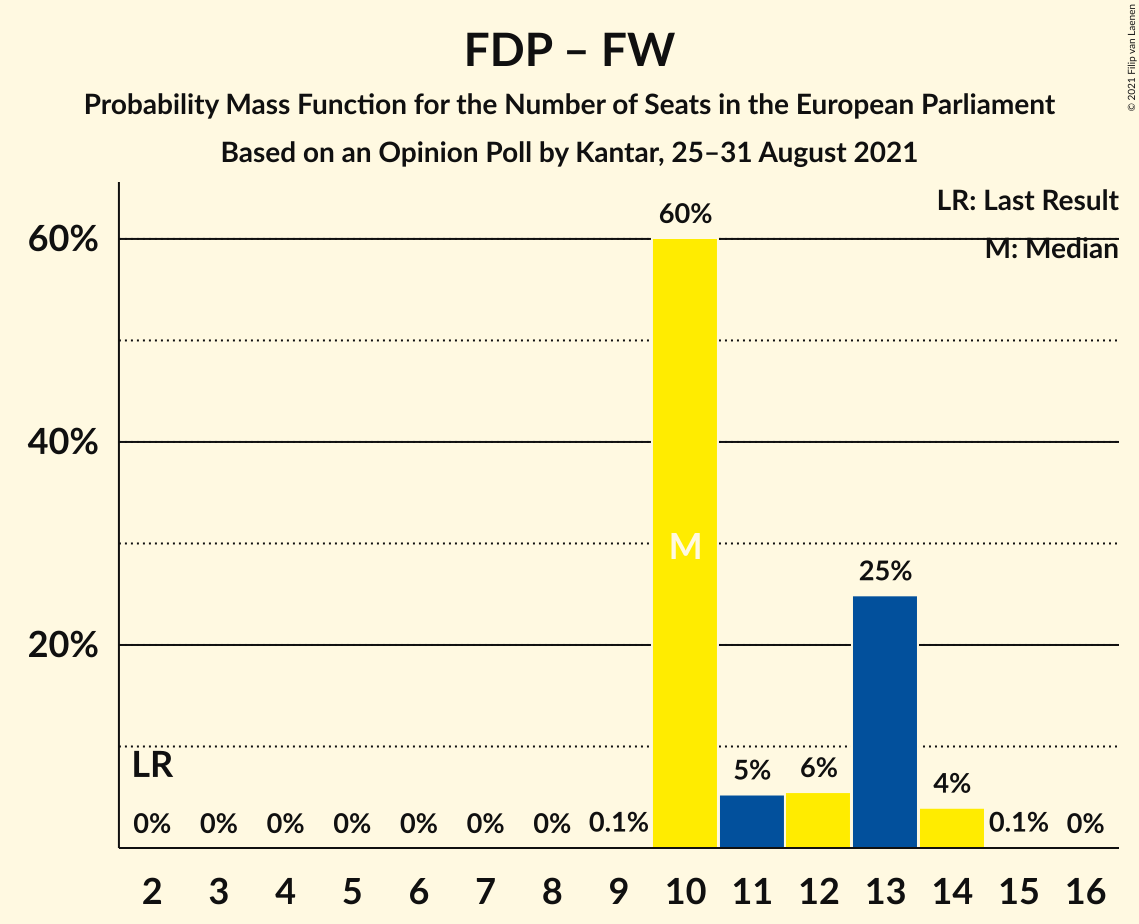 FDP – FW
Probability Mass Function for the Number of Seats in the European Parliament
Based on an Opinion Poll by Kantar, 25–31 August 2021
© 2021 Filip van Laenen
LR: Last Result
M: Median
60%
40%
20%
LR
M
0%
0%
0%
0%
0%
0%
0%
0.1%
60%
5%
6%
25%
4%
0.1%
0%
2 3 4 5 6 7 8 9 10 11 12 13 14 15 16